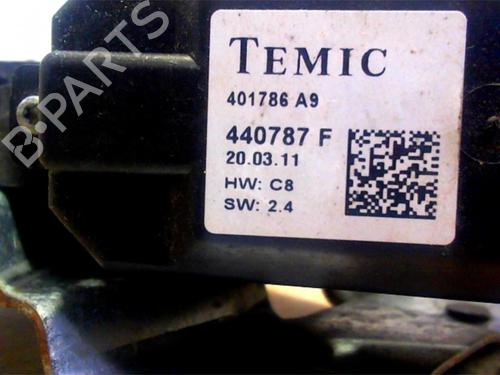 B-PARTS
TEMIC
401786 A9
440787 F
20.03.11
HW: C8
SW: 2.4